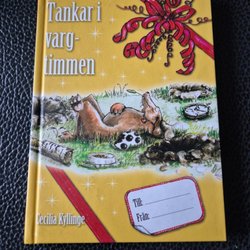 Tankar i
varg-
timmen
Till:
Från:
Cecilia Kyllinge